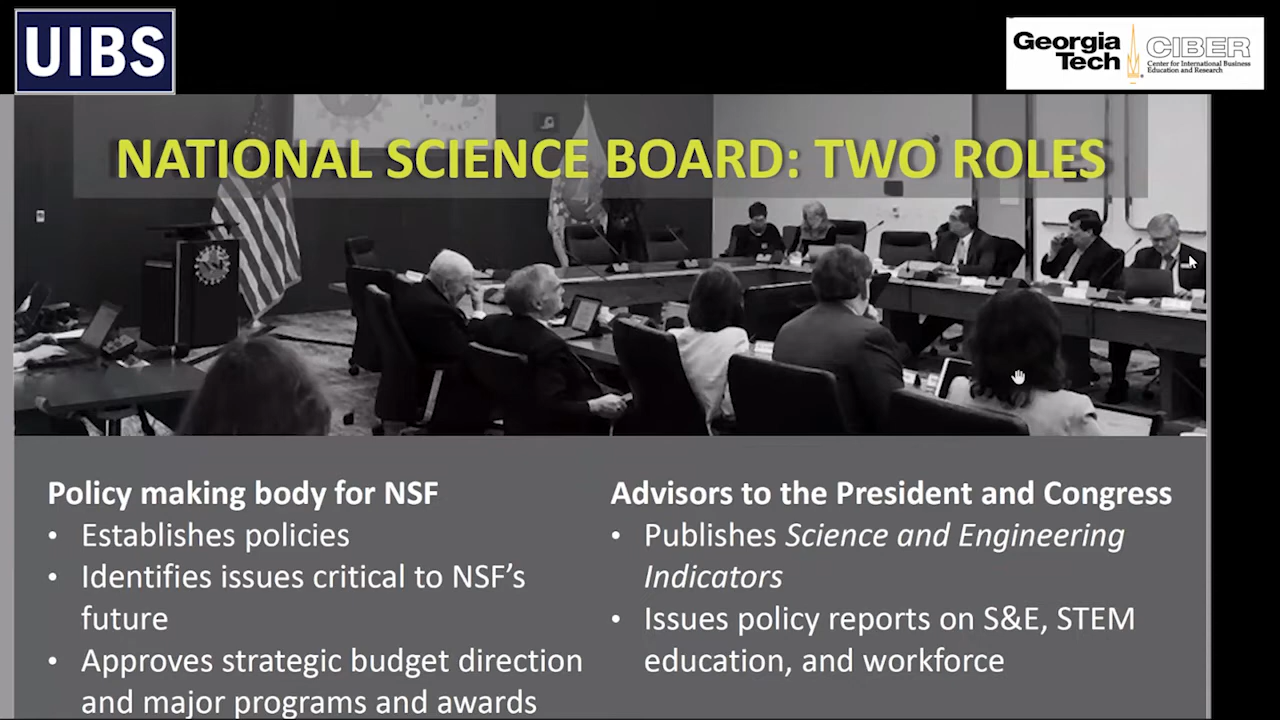 UIBS
Georgia
Tech
CIBER
Center for International Business
Education and Research
NATIONAL SCIENCE BOARD: TWO ROLES
Policy making body for NSF
• Establishes policies
• Identifies issues critical to NSF’s
future
• Approves strategic budget direction
and major programs and awards
Advisors to the President and Congress
• Publishes Science and Engineering
Indicators
• Issues policy reports on S&E, STEM
education, and workforce